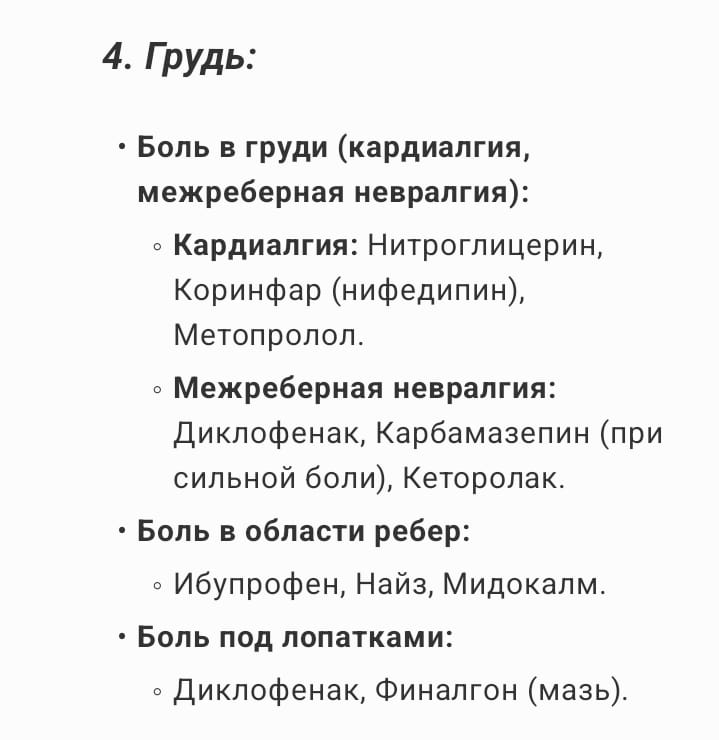 4. Грудь:
• Боль в груди (кардиалгия,
межреберная невралгия):
◦ Кардиалгия: Нитроглицерин,
Коринфар (нифедипин),
Метопролол.
◦ Межреберная невралгия:
Диклофенак, Карбамазепин (при
сильной боли), Кеторолак.
• Боль в области ребер:
◦ Ибупрофен, Найз, Мидокалм.
• Боль под лопатками:
◦ Диклофенак, Финалгон (мазь).